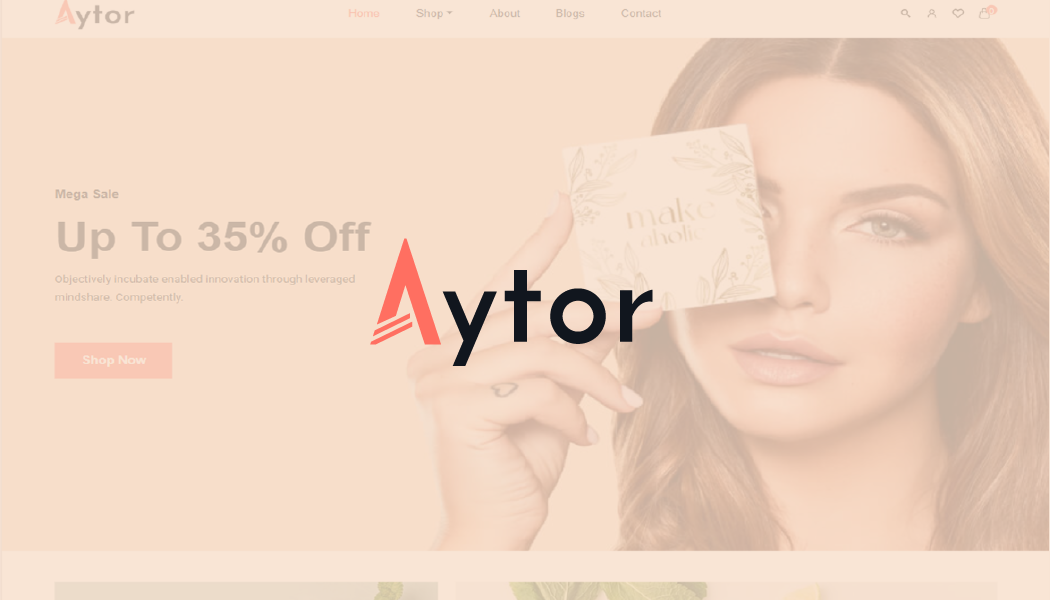 Aytor
Home Shop About Blogs Contact
0
Mega Sale
Up To 35% Off
Objectively incubate enabled innovation through leveraged
mindshare. Competently.
Shop Now
make
aholic
Aytor